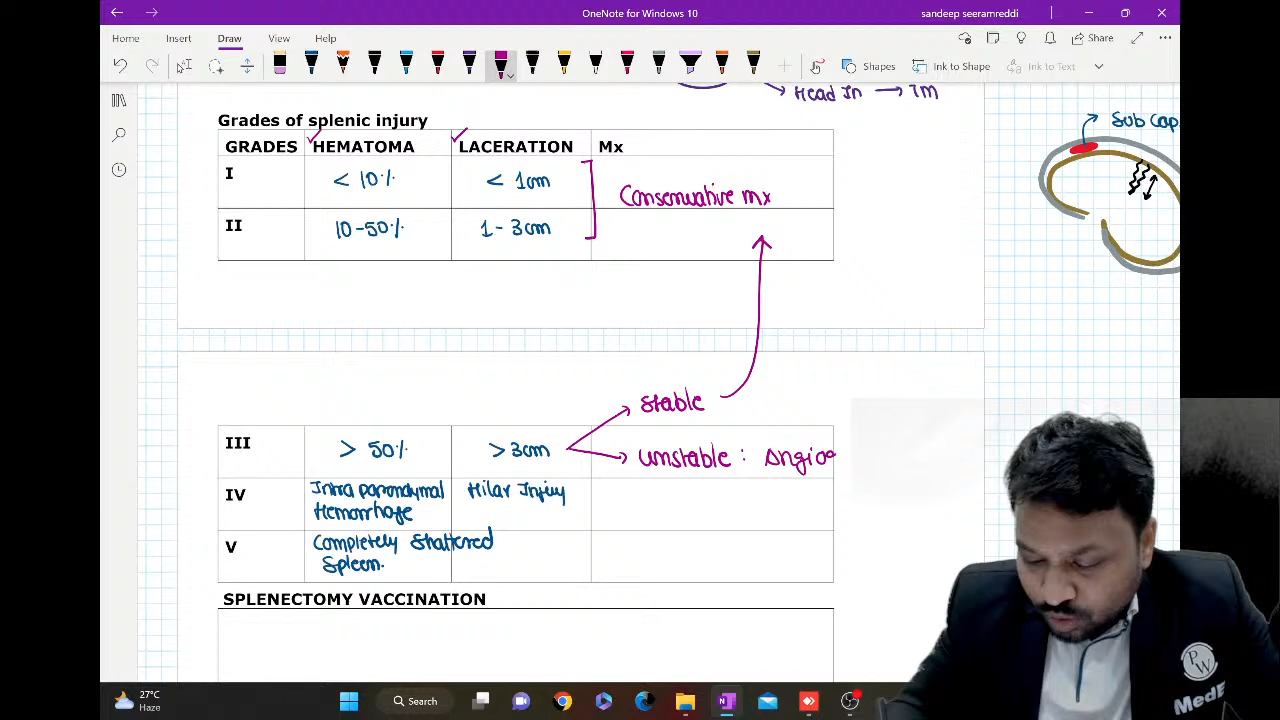 OneNote for Windows 10
sandeep seeramreddi
Home Insert Draw View Help
Share
Shapes
Ink to Shape
Ink to Text
Head In → Im
Grades of splenic injury
GRADES HEMATOMA LACERATION Mx
I < 10% < 1cm
Conservative mx
II 10-50% 1-3cm
Sub cap
stable
III > 50% >3cm
unstable : Angio
IV Intra parenchymal Hemorrhage Hilar Injury
V Completely Shattered Spleen.
SPLENECTOMY VACCINATION
PW
MedE
27°C
Haze
Search